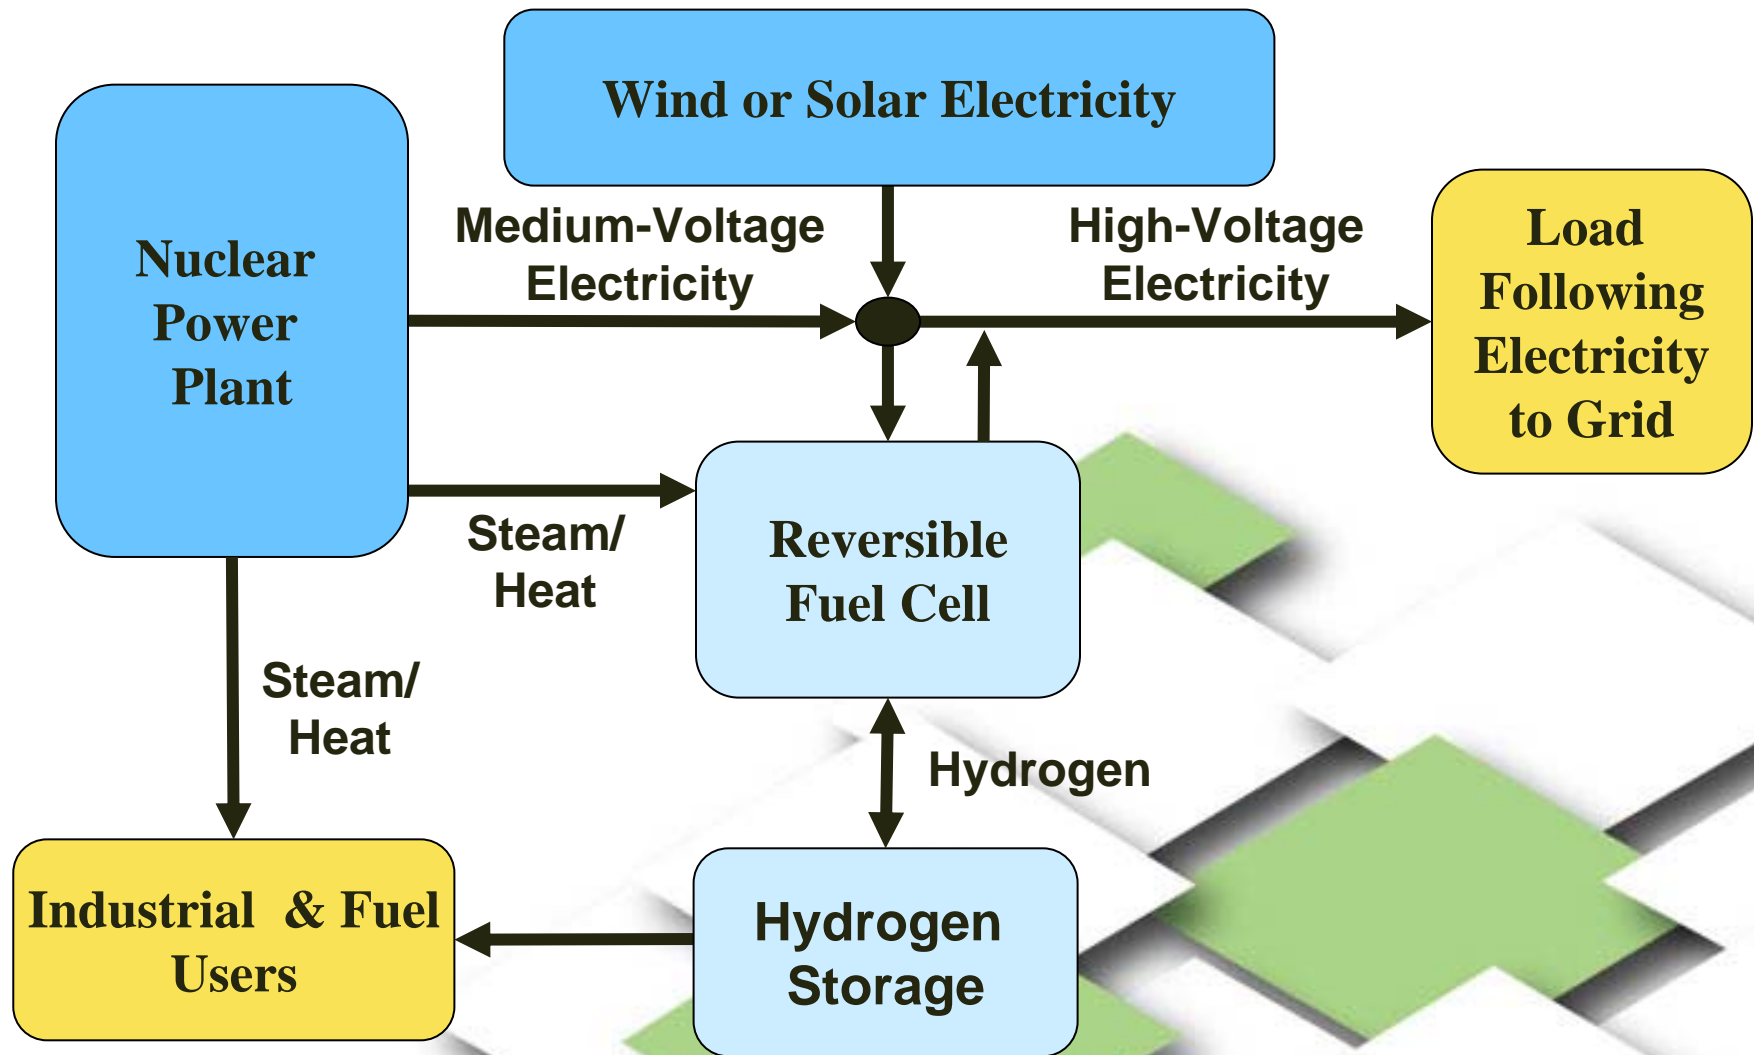 Wind or Solar Electricity
Nuclear
Power
Plant
Medium-Voltage
Electricity
High-Voltage
Electricity
Load
Following
Electricity
to Grid
Steam/
Heat
Reversible
Fuel Cell
Steam/
Heat
Hydrogen
Industrial & Fuel
Users
Hydrogen
Storage